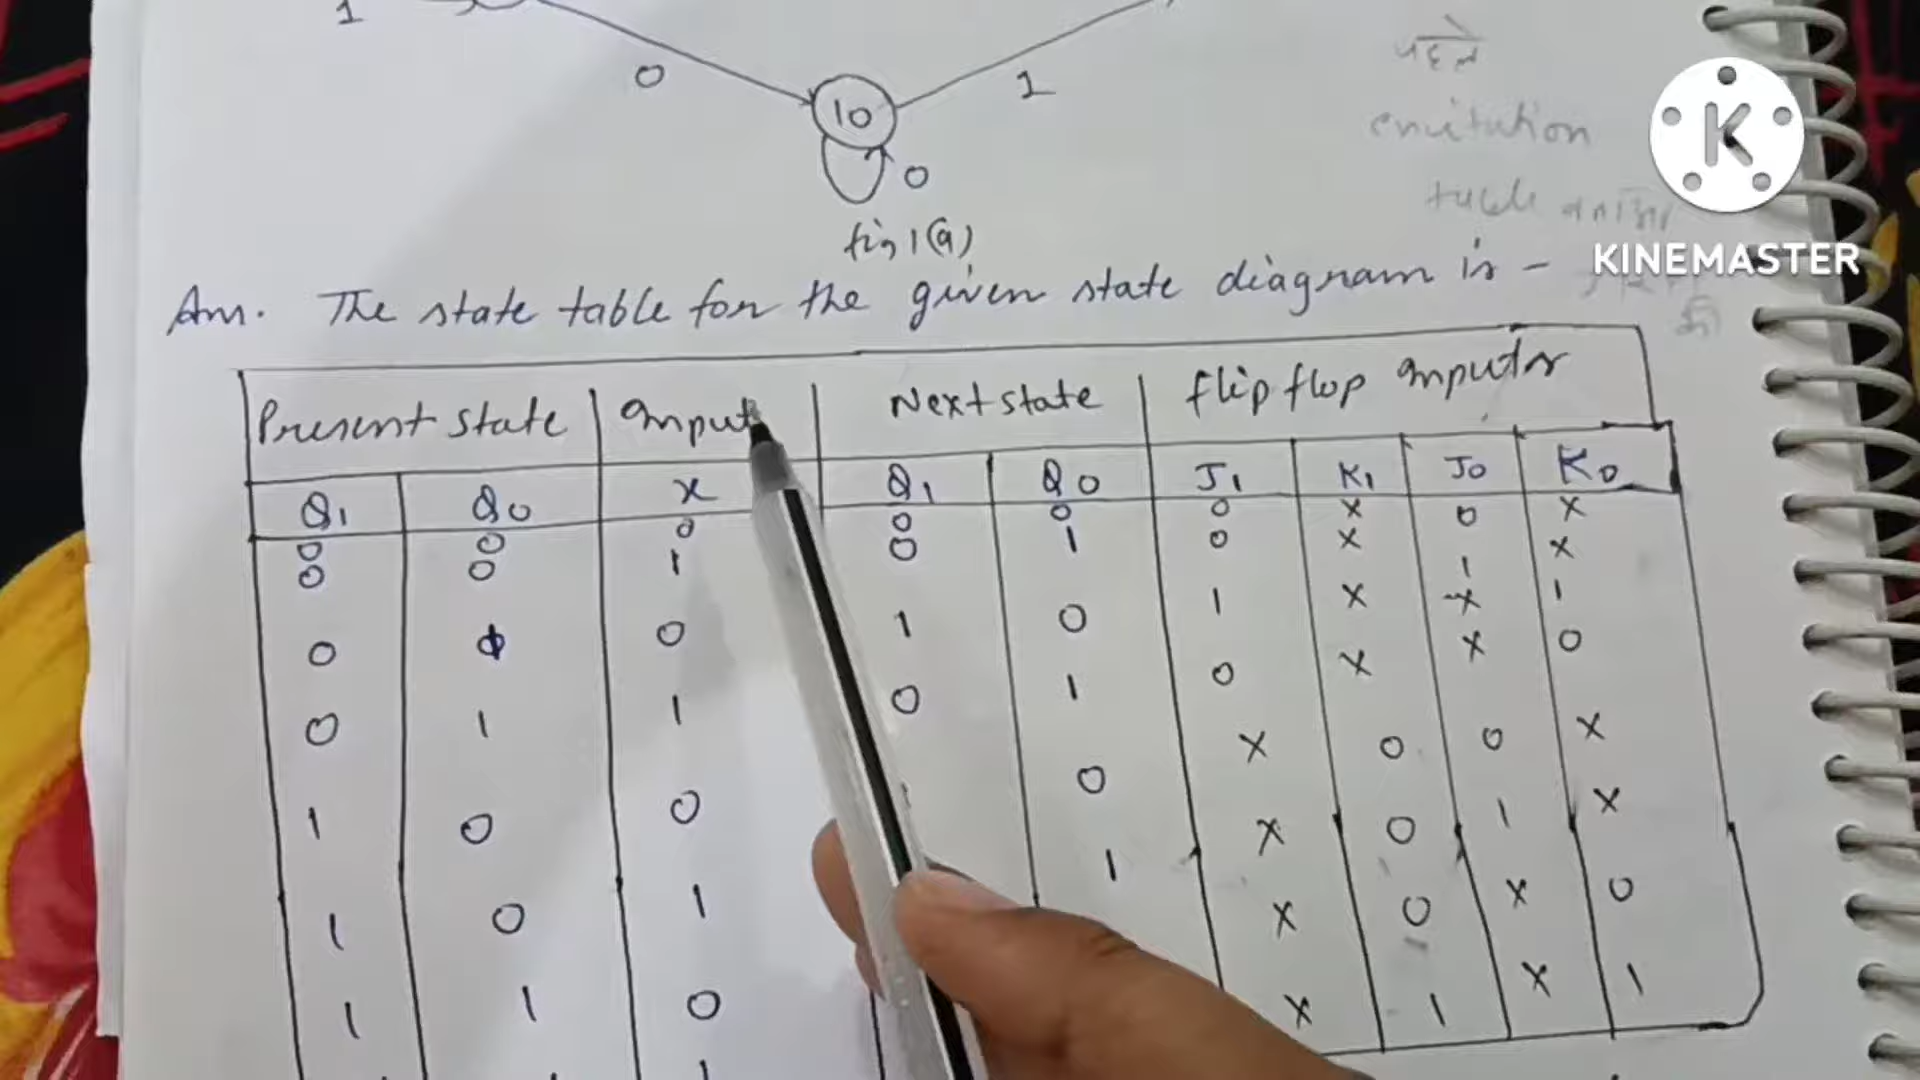 1
0
10
1
0
fig 1(a)
KINEMASTER
Ans. The state table for the given state diagram is -
Present state Input Next state flip flop Inputs
Q1 Q0 x Q1 Q0 J1 K1 J0 K0
0 0 0 0 0 0 x 0 x
0 0 1 0 1 0 x 1 x
0 1 0 1 0 1 x x 1
0 1 1 0 1 0 x x 0
1 0 0 0 x 0 0 x
1 0 1 1 x 0 1 x
1 1 0 x 0 x 0
1 x 1 x 1